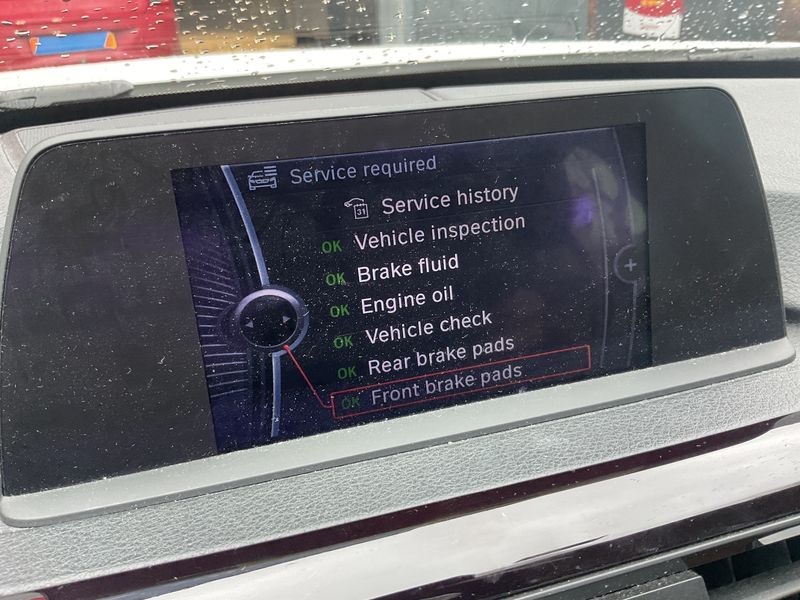 Service required
31 Service history
OK Vehicle inspection
OK Brake fluid
OK Engine oil
OK Vehicle check
OK Rear brake pads
OK Front brake pads
+